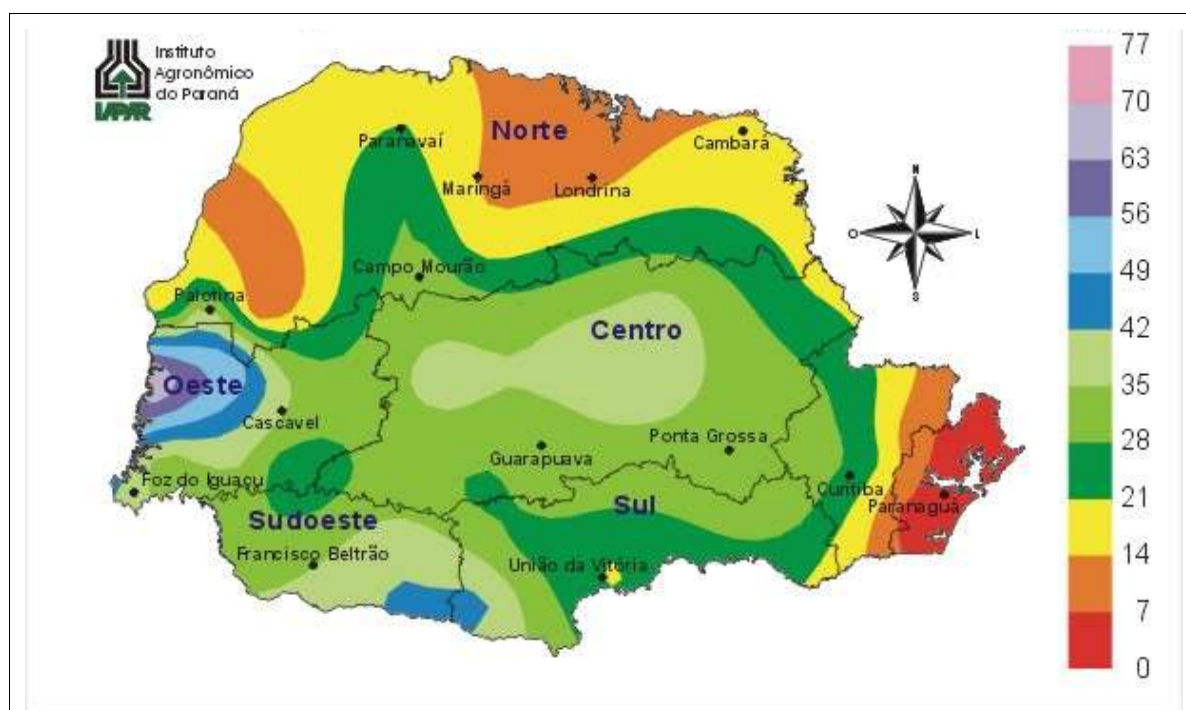 Instituto
Agronômico
do Paraná
IAPAR
Norte
Paranavaí
Cambará
Maringá
Londrina
N
O
L
S
Campo Mourão
Palotina
Centro
Oeste
Cascavel
Ponta Grossa
Guarapuava
Foz do Iguaçu
Curitiba
Paranaguá
Sul
Sudoeste
Francisco Beltrão
União da Vitória
77
70
63
56
49
42
35
28
21
14
7
0